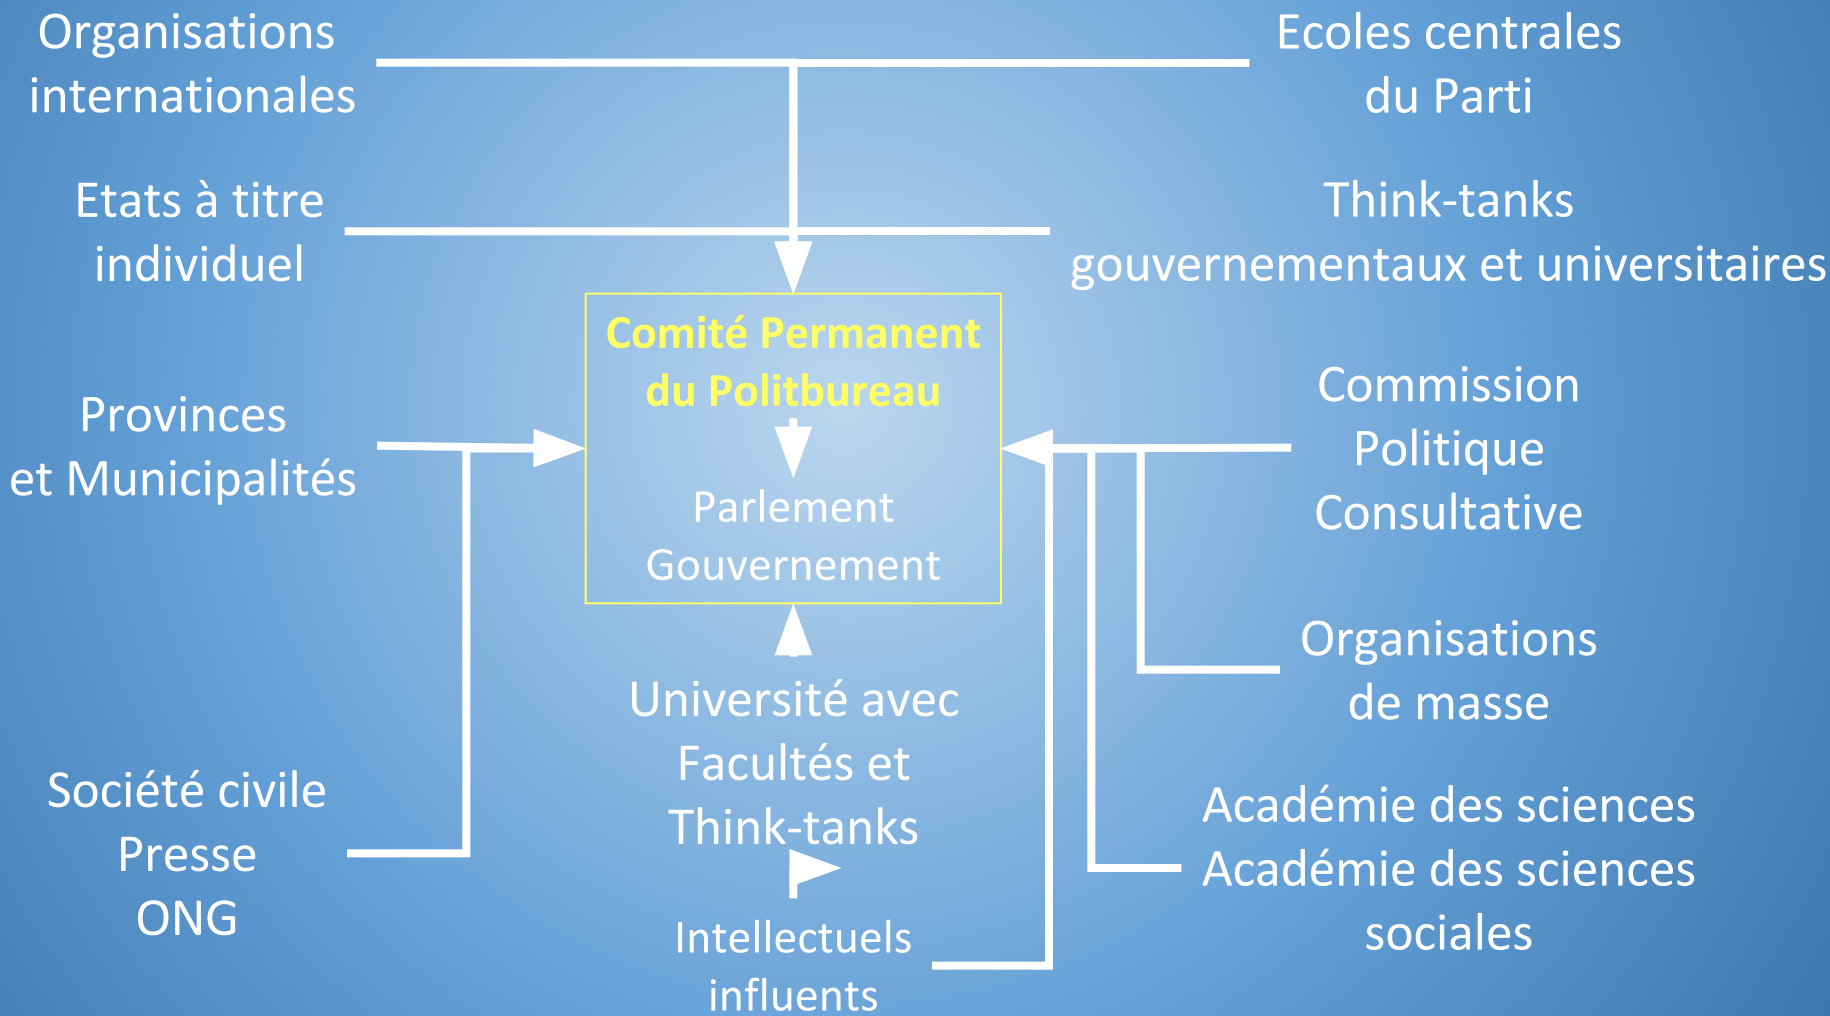 Organisations
internationales
Ecoles centrales
du Parti
Etats à titre
individuel
Think-tanks
gouvernementaux et universitaires
Comité Permanent
du Politbureau
Parlement
Gouvernement
Provinces
et Municipalités
Commission
Politique
Consultative
Organisations
de masse
Université avec
Facultés et
Think-tanks
Société civile
Presse
ONG
Académie des sciences
Académie des sciences
sociales
Intellectuels
influents